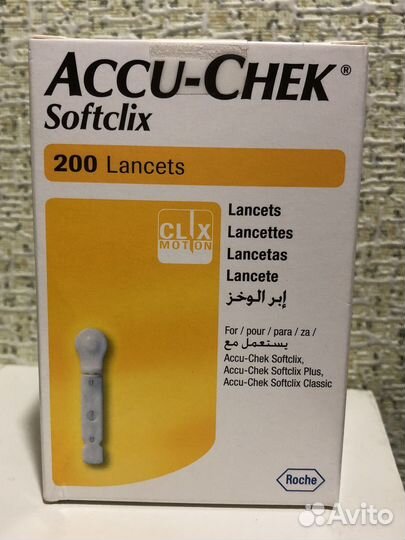 ACCU-CHEK®
Softclix
200 Lancets
CLIX
MOTION
Lancets
Lancettes
Lancetas
Lancete
إبر الوخز
For / pour / para / za /
يستعمل مع
Accu-Chek Softclix,
Accu-Chek Softclix Plus,
Accu-Chek Softclix Classic
Roche
Avito